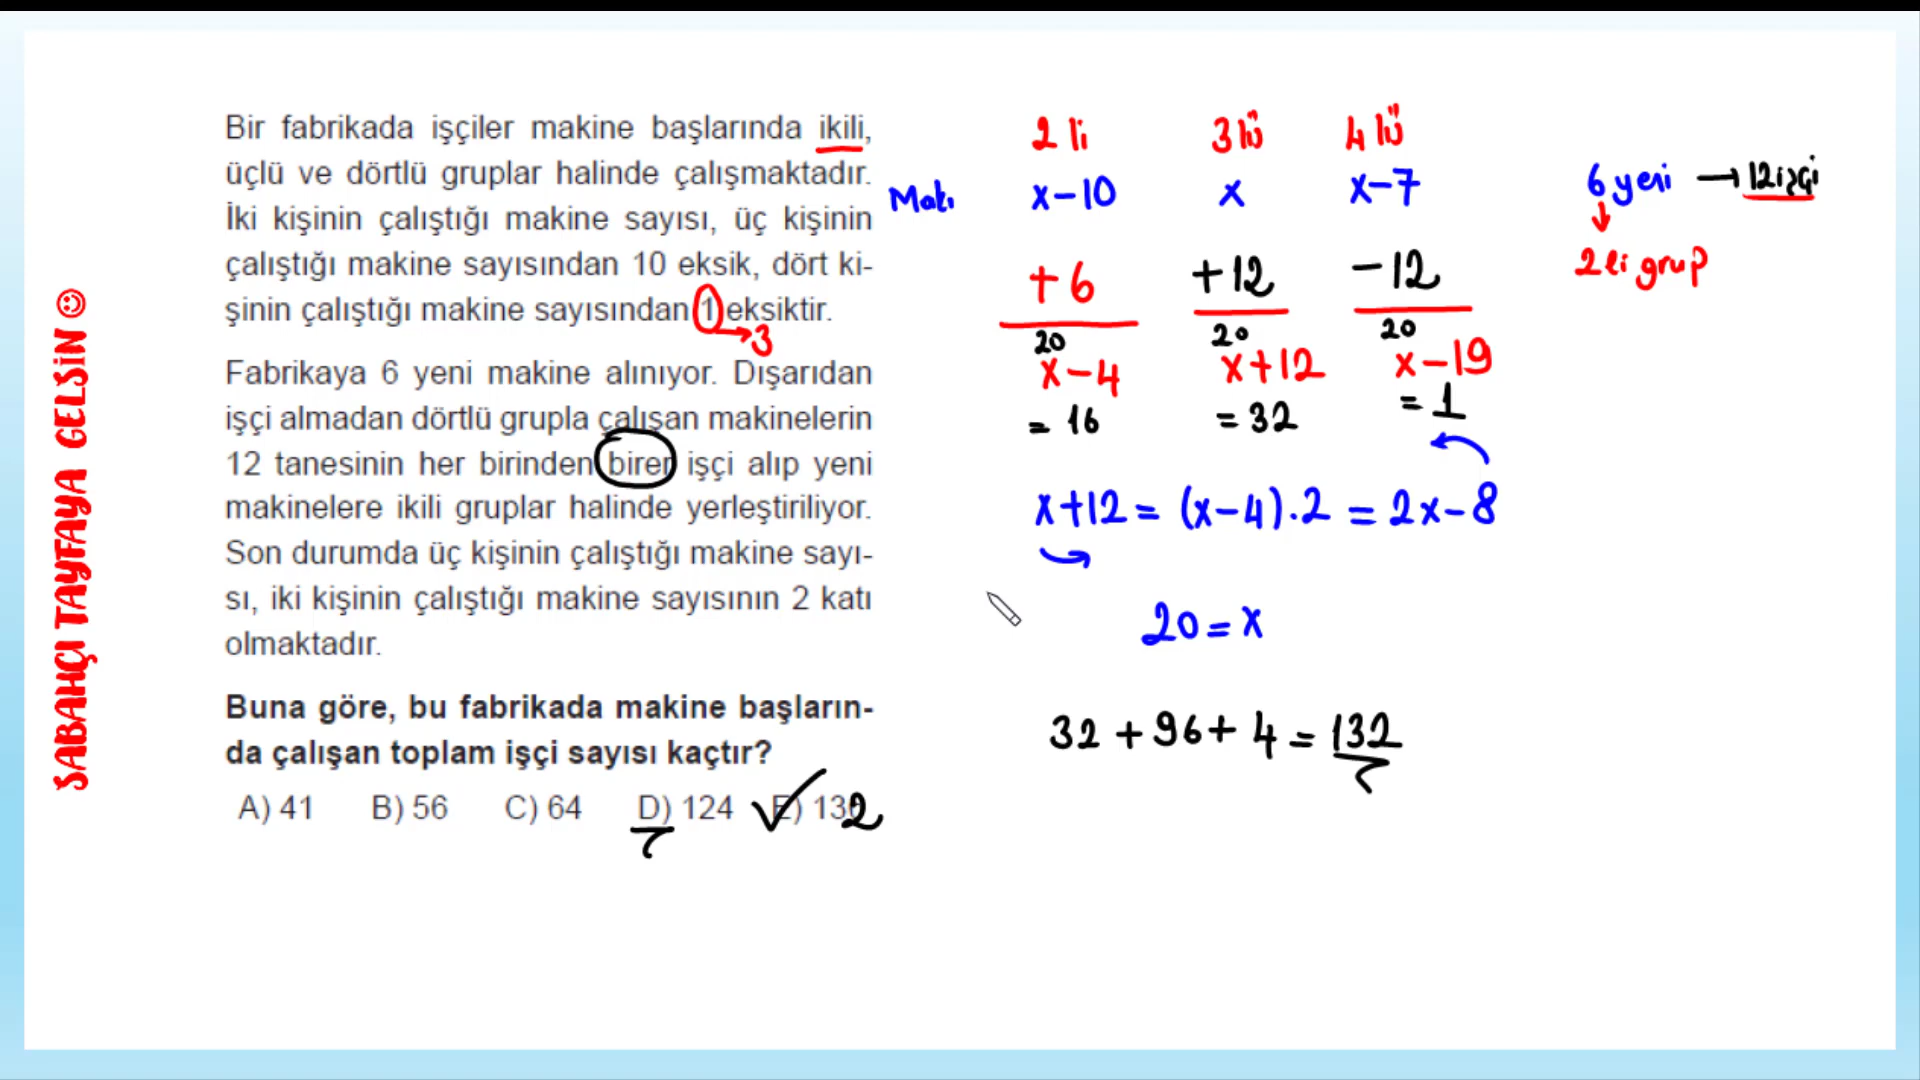 SABAHÇI TAYFAYA GELSİN
Bir fabrikada işçiler makine başlarında ikili,
üçlü ve dörtlü gruplar halinde çalışmaktadır.
İki kişinin çalıştığı makine sayısı, üç kişinin
çalıştığı makine sayısından 10 eksik, dört ki-
şinin çalıştığı makine sayısından 1 eksiktir.
3
Fabrikaya 6 yeni makine alınıyor. Dışarıdan
işçi almadan dörtlü grupla çalışan makinelerin
12 tanesinin her birinden birer işçi alıp yeni
makinelere ikili gruplar halinde yerleştiriliyor.
Son durumda üç kişinin çalıştığı makine sayı-
sı, iki kişinin çalıştığı makine sayısının 2 katı
olmaktadır.
Buna göre, bu fabrikada makine başların-
da çalışan toplam işçi sayısı kaçtır?
A) 41 B) 56 C) 64 D) 124 E) 132
2 li 3 lü 4 lü
Mak. x-10 x x-7
+6 +12 -12
20 20 20
x-4 x+12 x-19
= 16 = 32 = 1
x+12 = (x-4).2 = 2x-8
20 = x
32 + 96 + 4 = 132
6 yeni → 12 işçi
2 li grup